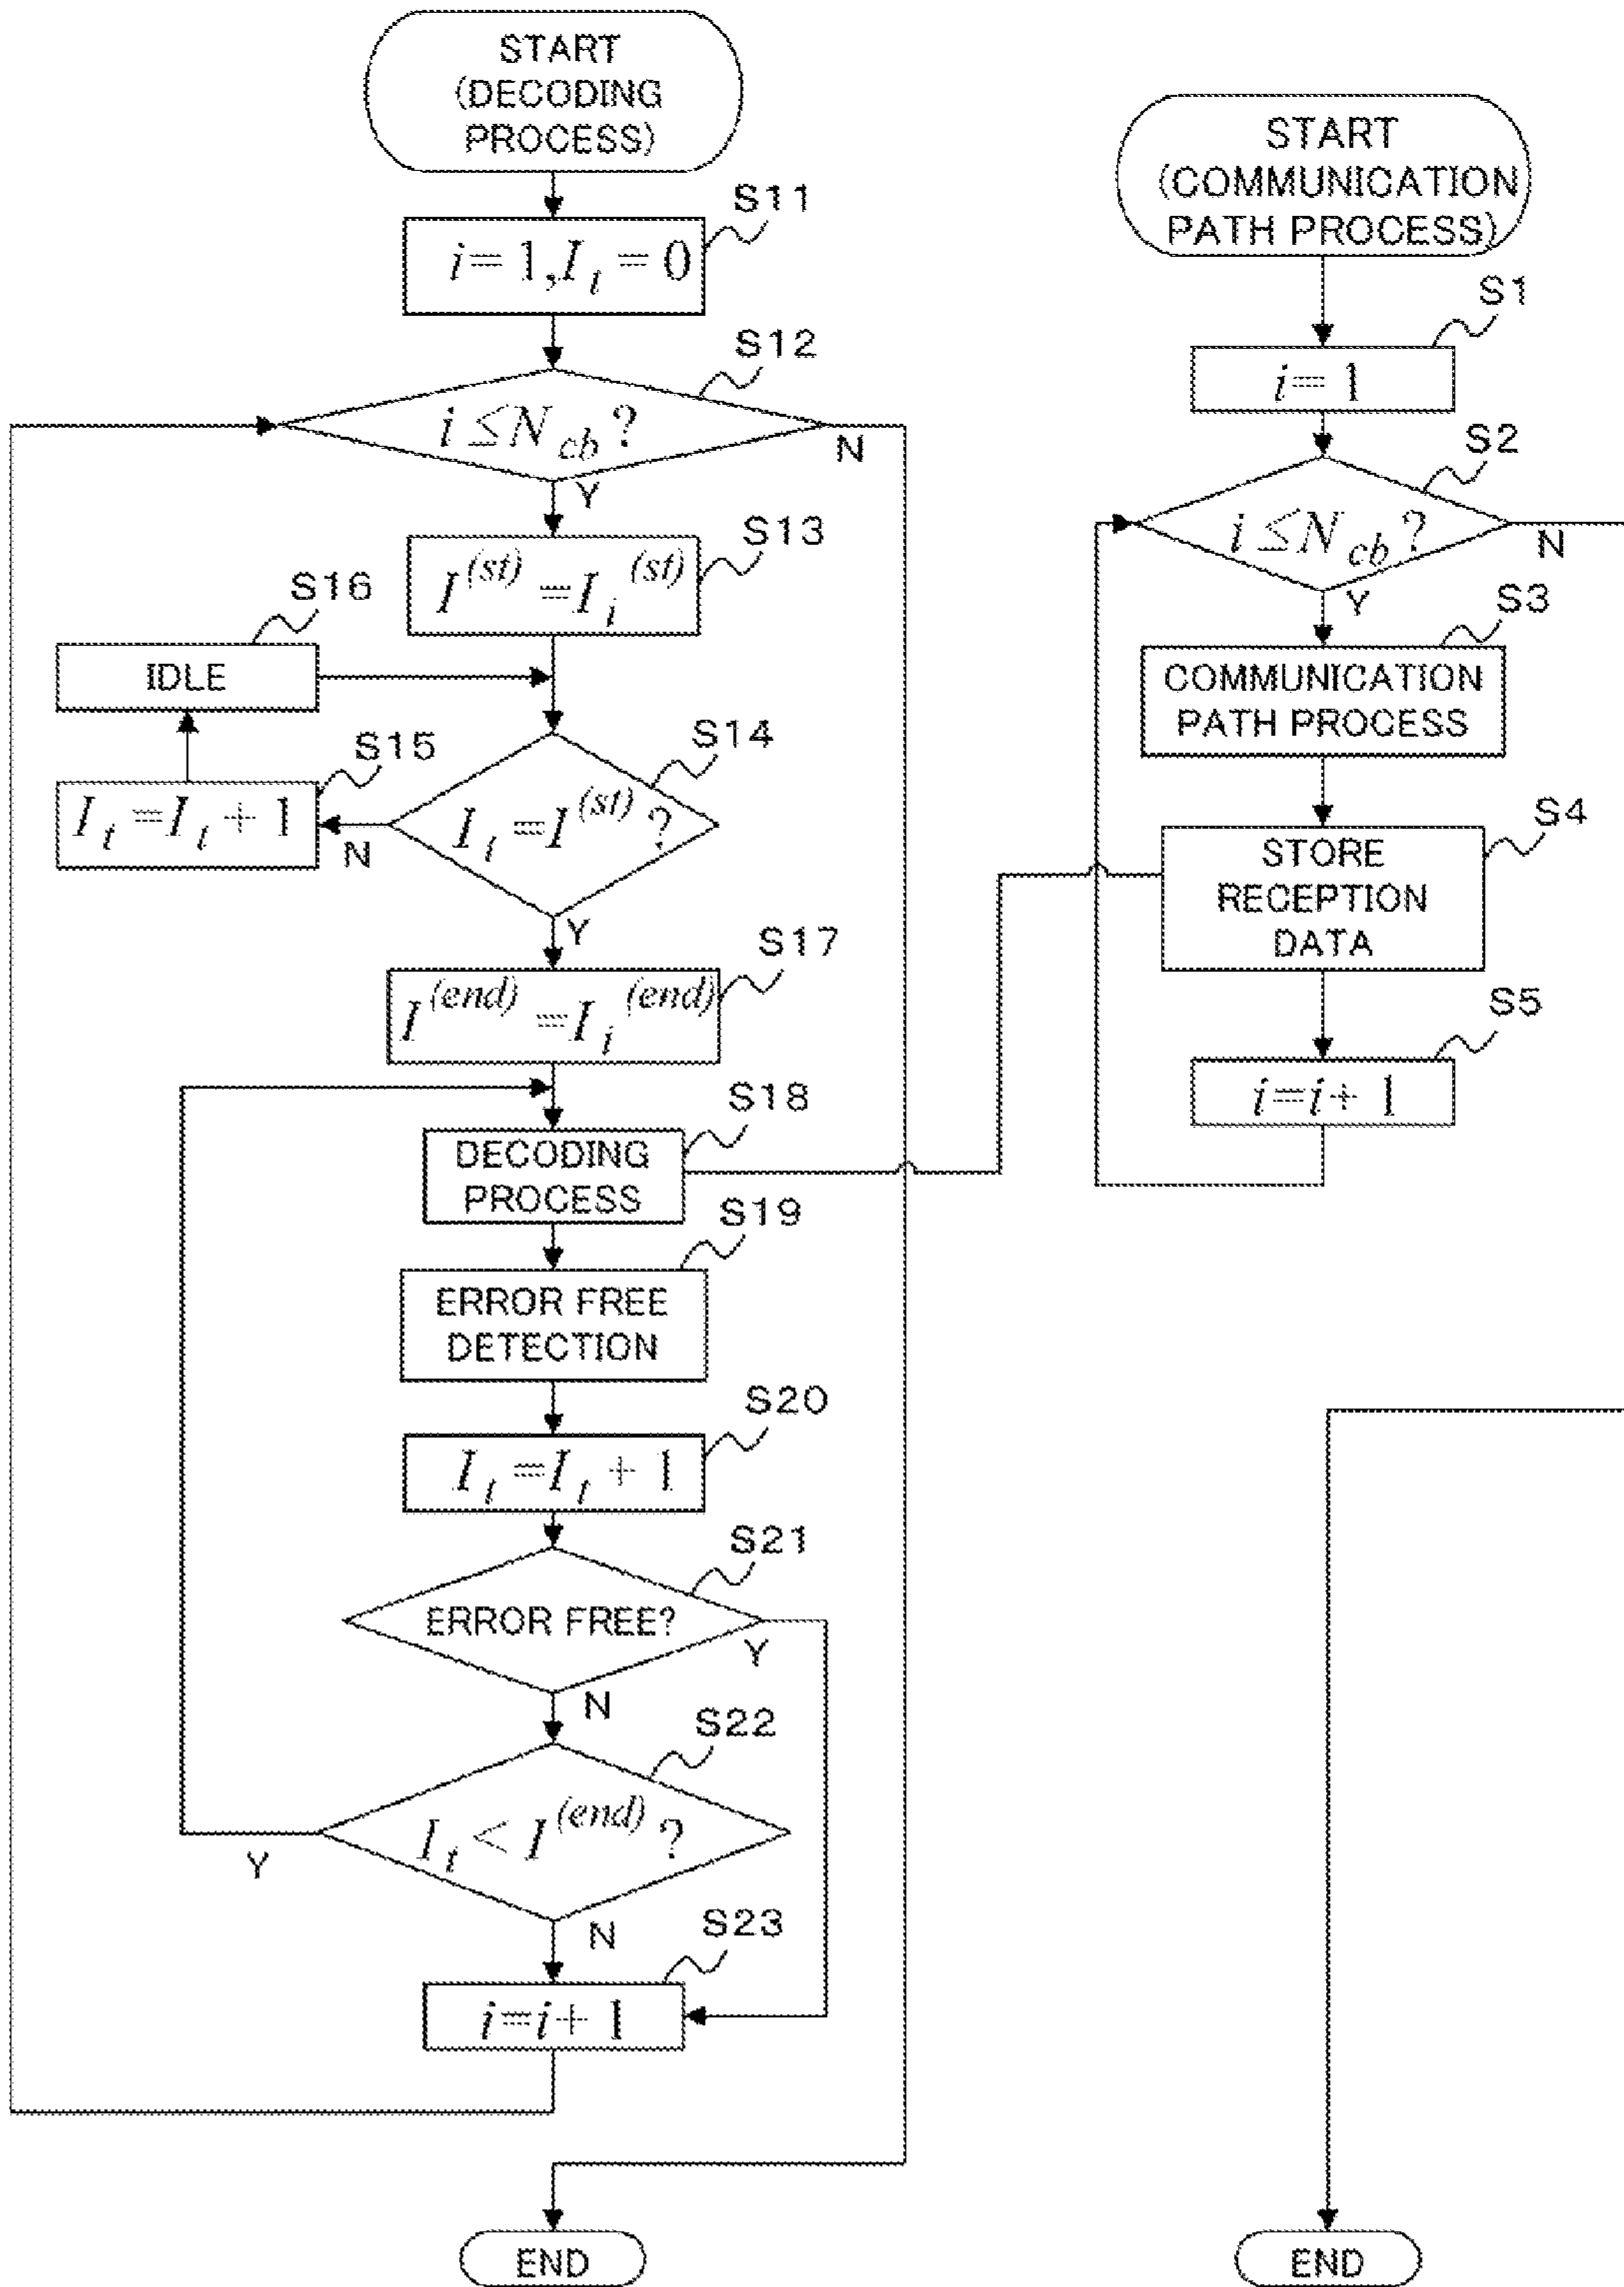 START
(DECODING
PROCESS)
S11
i = 1, I_t = 0
S12
i ≤ N_cb ?
N
Y
S13
I^(st) = I_i^(st)
S16
IDLE
S15
I_t = I_t + 1
S14
I_t = I^(st) ?
N
Y
S17
I^(end) = I_i^(end)
S18
DECODING
PROCESS
S19
ERROR FREE
DETECTION
S20
I_t = I_t + 1
S21
ERROR FREE?
Y
N
S22
I_t < I^(end) ?
Y
N
S23
i = i + 1
END
START
(COMMUNICATION
PATH PROCESS)
S1
i = 1
S2
i ≤ N_cb ?
N
Y
S3
COMMUNICATION
PATH PROCESS
S4
STORE
RECEPTION
DATA
S5
i = i + 1
END